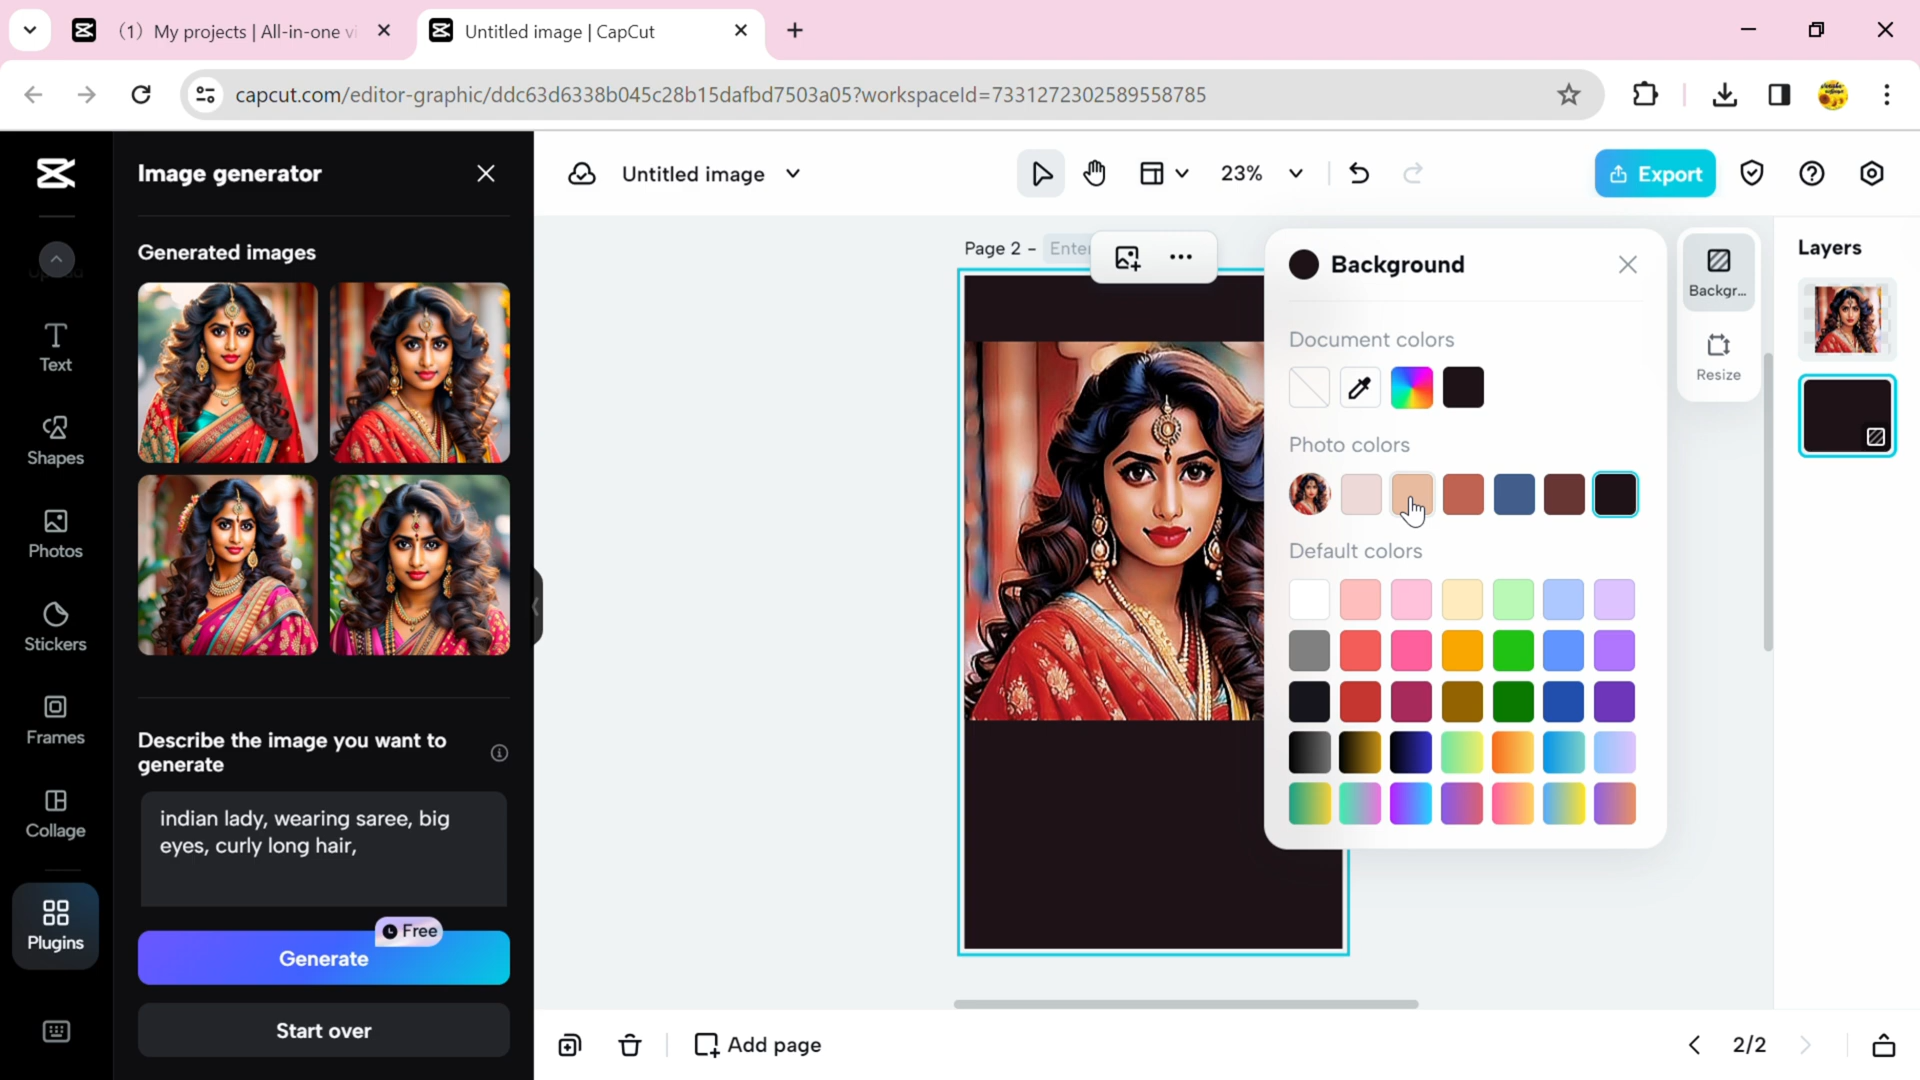 (1) My projects | All-in-one vi
Untitled image | CapCut
capcut.com/editor-graphic/ddc63d6338b045c28b15dafbd7503a05?workspaceId=7331272302589558785
Image generator
Untitled image
23%
Export
Generated images
Page 2 - Enter
Background
Backgr...
Layers
Text
Document colors
Resize
Shapes
Photo colors
Photos
Default colors
Stickers
Frames
Describe the image you want to
generate
Collage
indian lady, wearing saree, big
eyes, curly long hair,
Plugins
Free
Generate
Start over
Add page
2/2